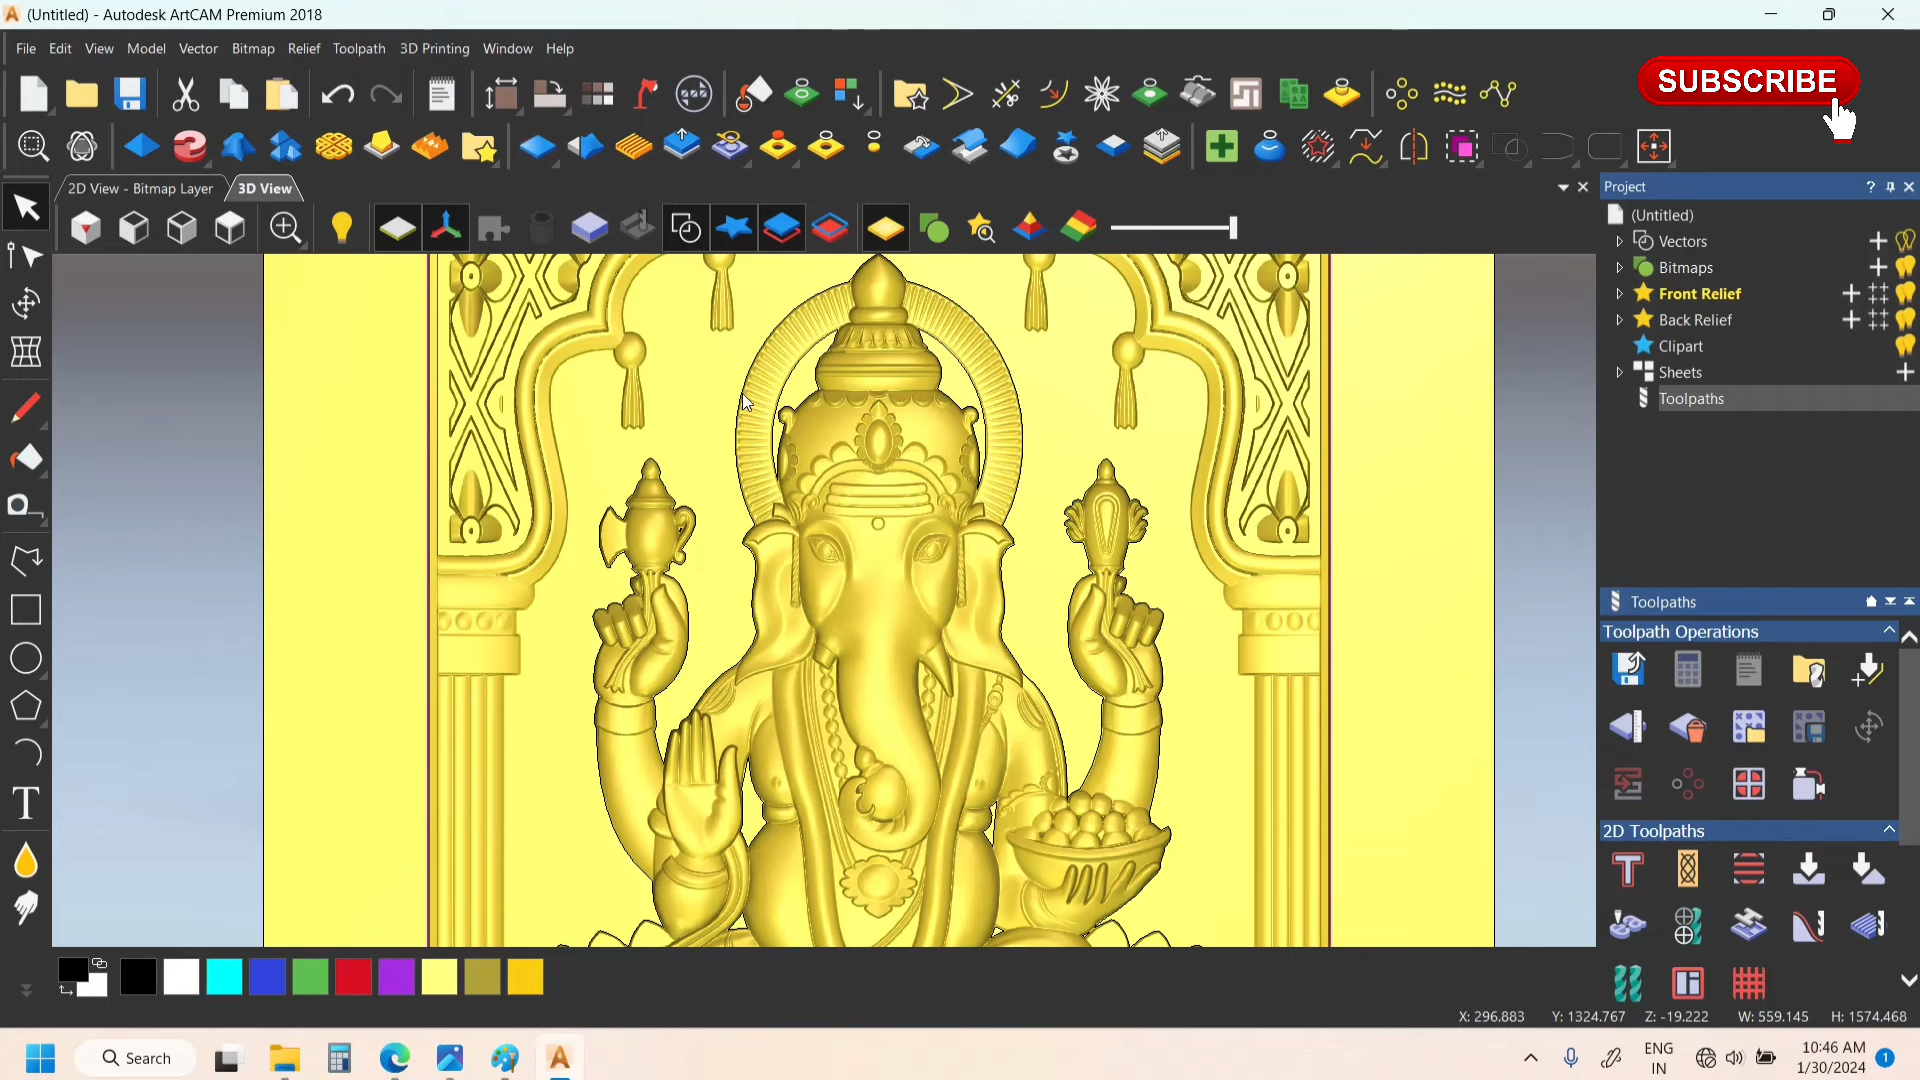 (Untitled) - Autodesk ArtCAM Premium 2018
File Edit View Model Vector Bitmap Relief Toolpath 3D Printing Window Help
SUBSCRIBE
2D View - Bitmap Layer 3D View
Project
(Untitled)
Vectors
Bitmaps
Front Relief
Back Relief
Clipart
Sheets
Toolpaths
Toolpaths
Toolpath Operations
2D Toolpaths
X: 296.883 Y: 1324.767 Z: -19.222 W: 559.145 H: 1574.468
Search
ENG
IN
10:46 AM
1/30/2024
1